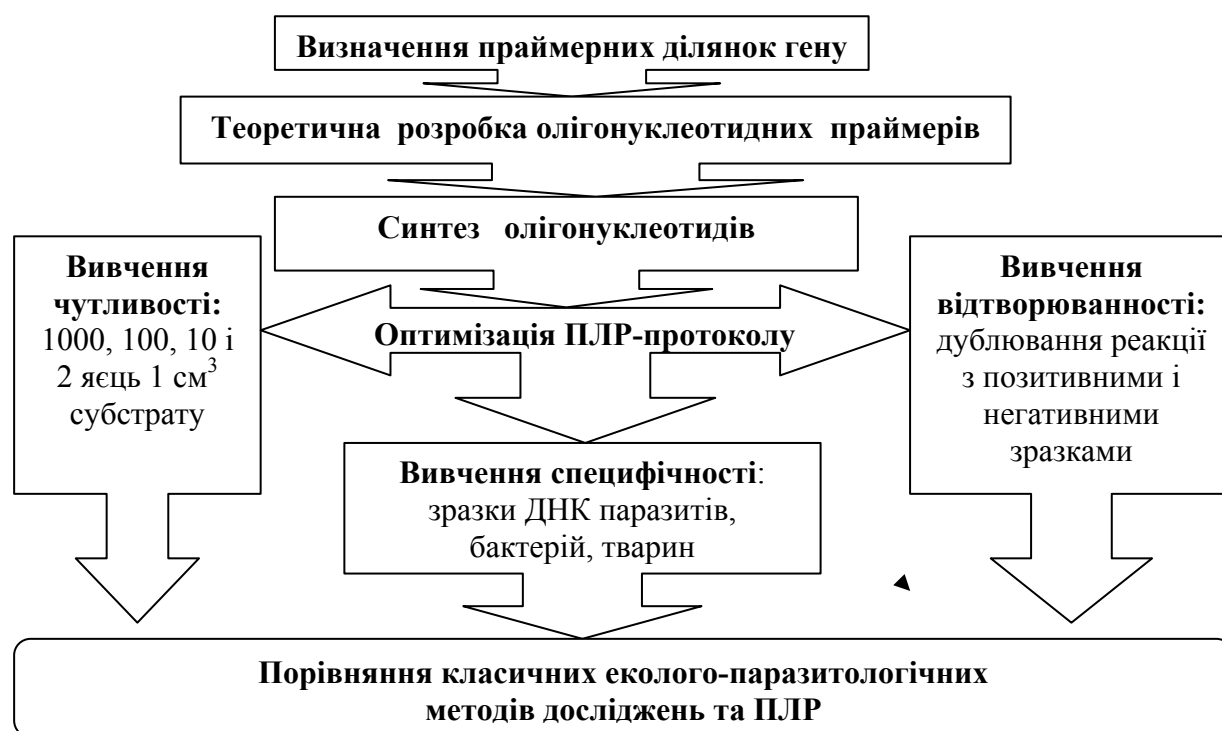 Визначення праймерних ділянок гену
Теоретична розробка олігонуклеотидних праймерів
Синтез олігонуклеотидів
Вивчення
чутливості:
1000, 100, 10 і
2 яєць 1 см³
субстрату
Оптимізація ПЛР-протоколу
Вивчення
відтворюванності:
дублювання реакції
з позитивними і
негативними
зразками
Вивчення специфічності:
зразки ДНК паразитів,
бактерій, тварин
Порівняння класичних еколого-паразитологічних
методів досліджень та ПЛР